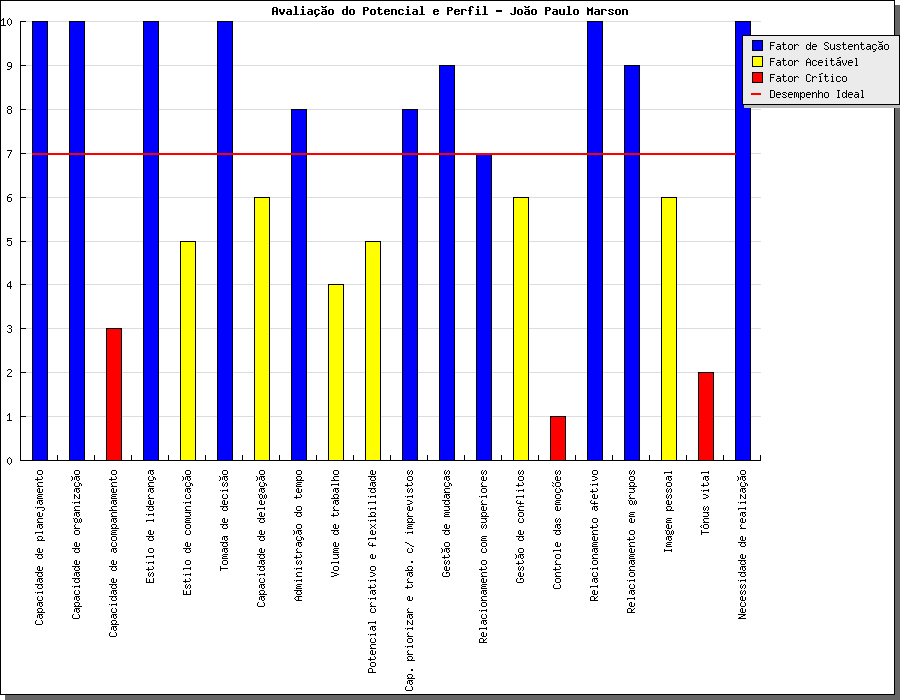 Avaliação do Potencial e Perfil - João Paulo Marson
10
9
8
7
6
5
4
3
2
1
0
Fator de Sustentação
Fator Aceitável
Fator Crítico
Desempenho Ideal
Capacidade de planejamento
Capacidade de organização
Capacidade de acompanhamento
Estilo de liderança
Estilo de comunicação
Tomada de decisão
Capacidade de delegação
Administração do tempo
Volume de trabalho
Potencial criativo e flexibilidade
Cap. priorizar e trab. c/ imprevistos
Gestão de mudanças
Relacionamento com superiores
Gestão de conflitos
Controle das emoções
Relacionamento afetivo
Relacionamento em grupos
Imagem pessoal
Tônus vital
Necessidade de realização